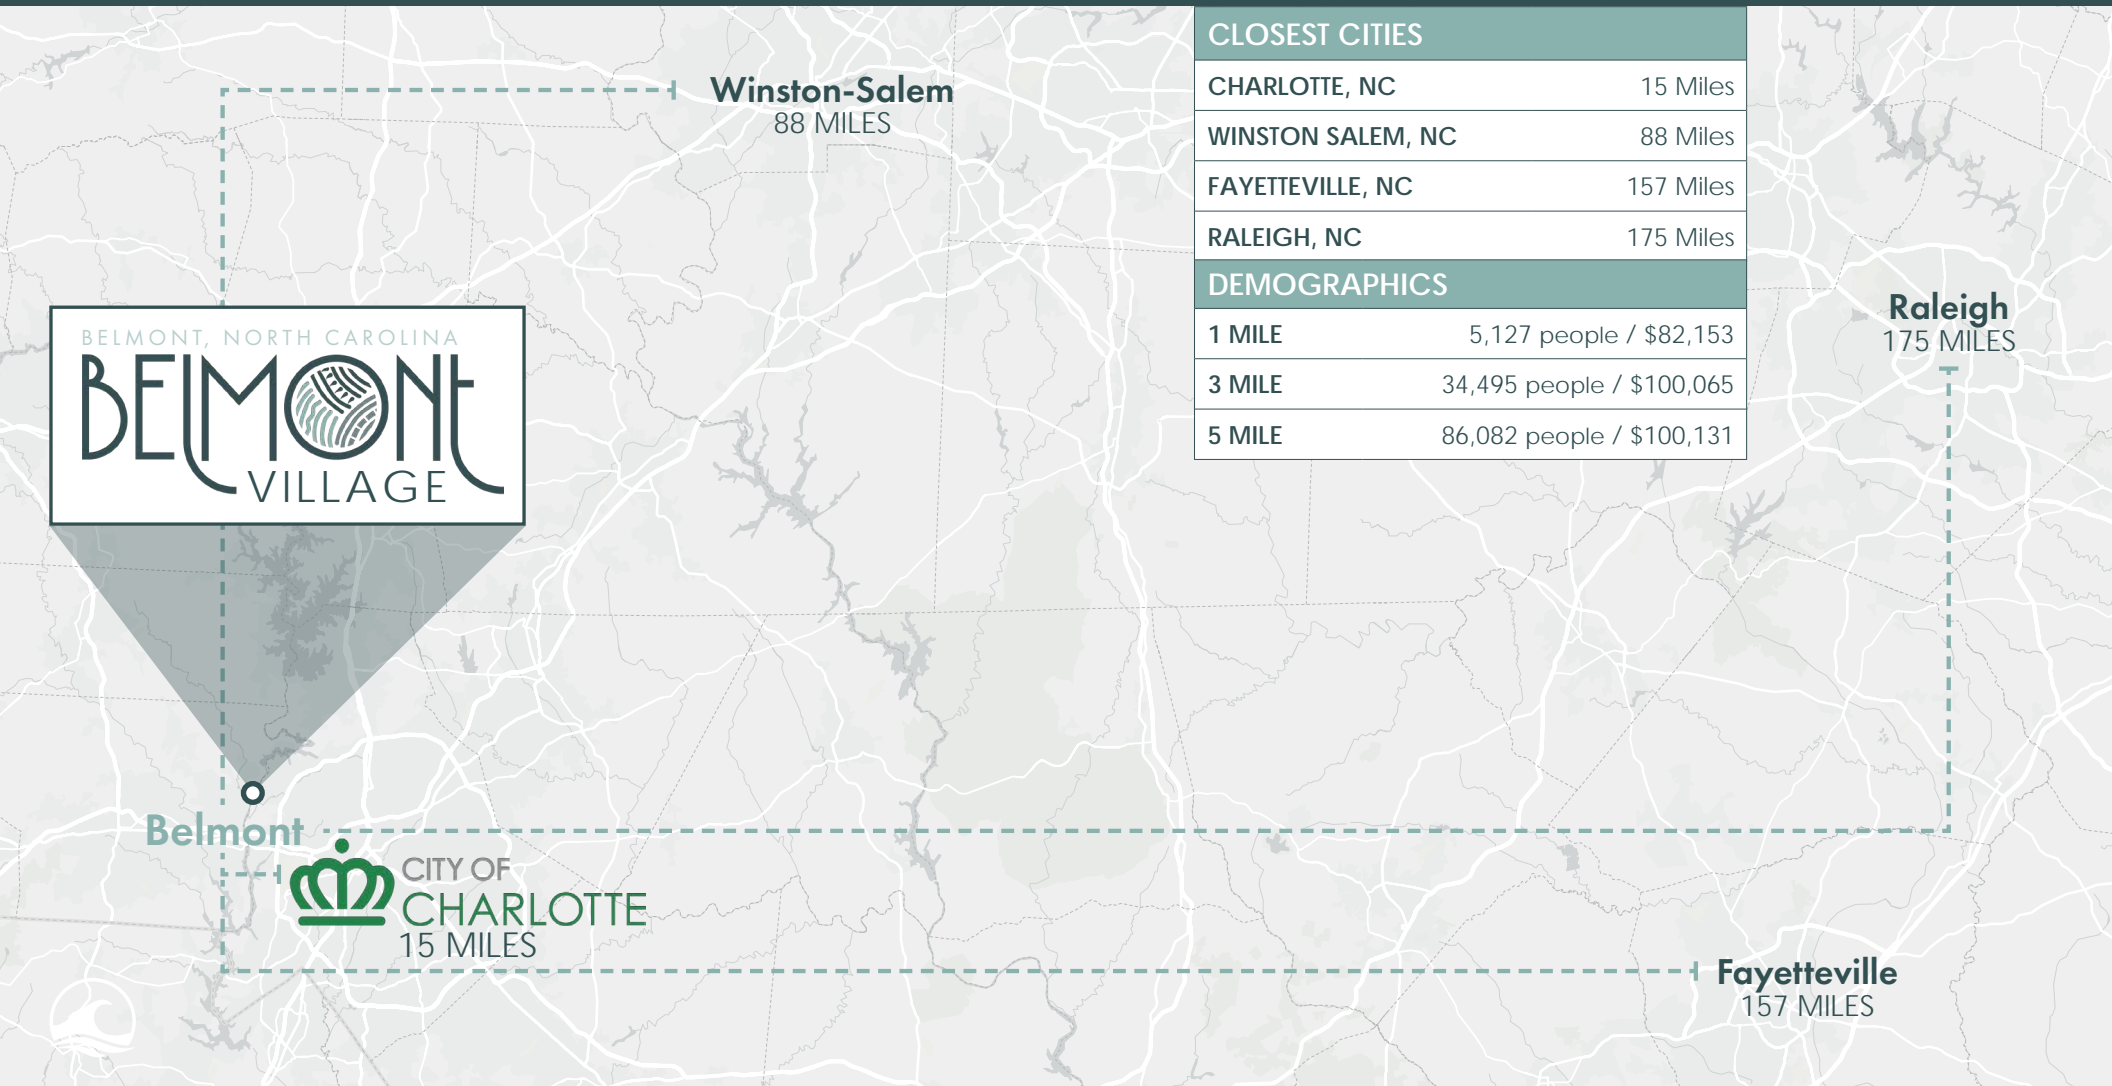 CLOSEST CITIES
CHARLOTTE, NC 15 Miles
WINSTON SALEM, NC 88 Miles
FAYETTEVILLE, NC 157 Miles
RALEIGH, NC 175 Miles
DEMOGRAPHICS
1 MILE 5,127 people / $82,153
3 MILE 34,495 people / $100,065
5 MILE 86,082 people / $100,131
Winston-Salem
88 MILES
Raleigh
175 MILES
BELMONT, NORTH CAROLINA
BELMONT
VILLAGE
Belmont
CITY OF
CHARLOTTE
15 MILES
Fayetteville
157 MILES